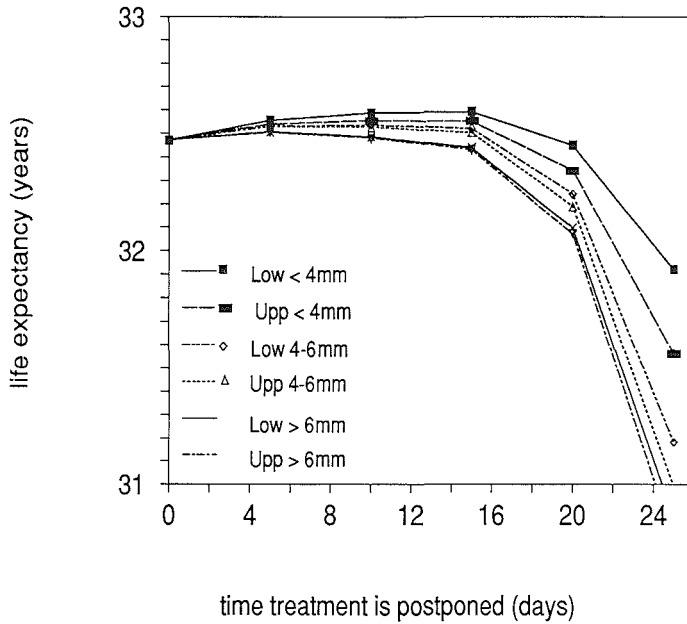 33
32
31
life expectancy (years)
Low < 4mm
Upp < 4mm
Low 4-6mm
Upp 4-6mm
Low > 6mm
Upp > 6mm
0 4 8 12 16 20 24
time treatment is postponed (days)